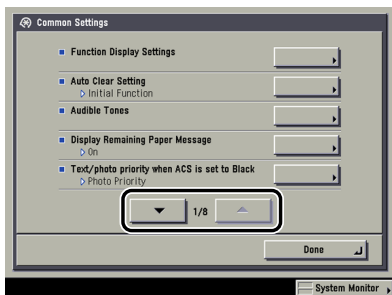 Common Settings
Function Display Settings
Auto Clear Setting
Initial Function
Audible Tones
Display Remaining Paper Message
On
Text/photo priority when ACS is set to Black
Photo Priority
1/8
Done
System Monitor